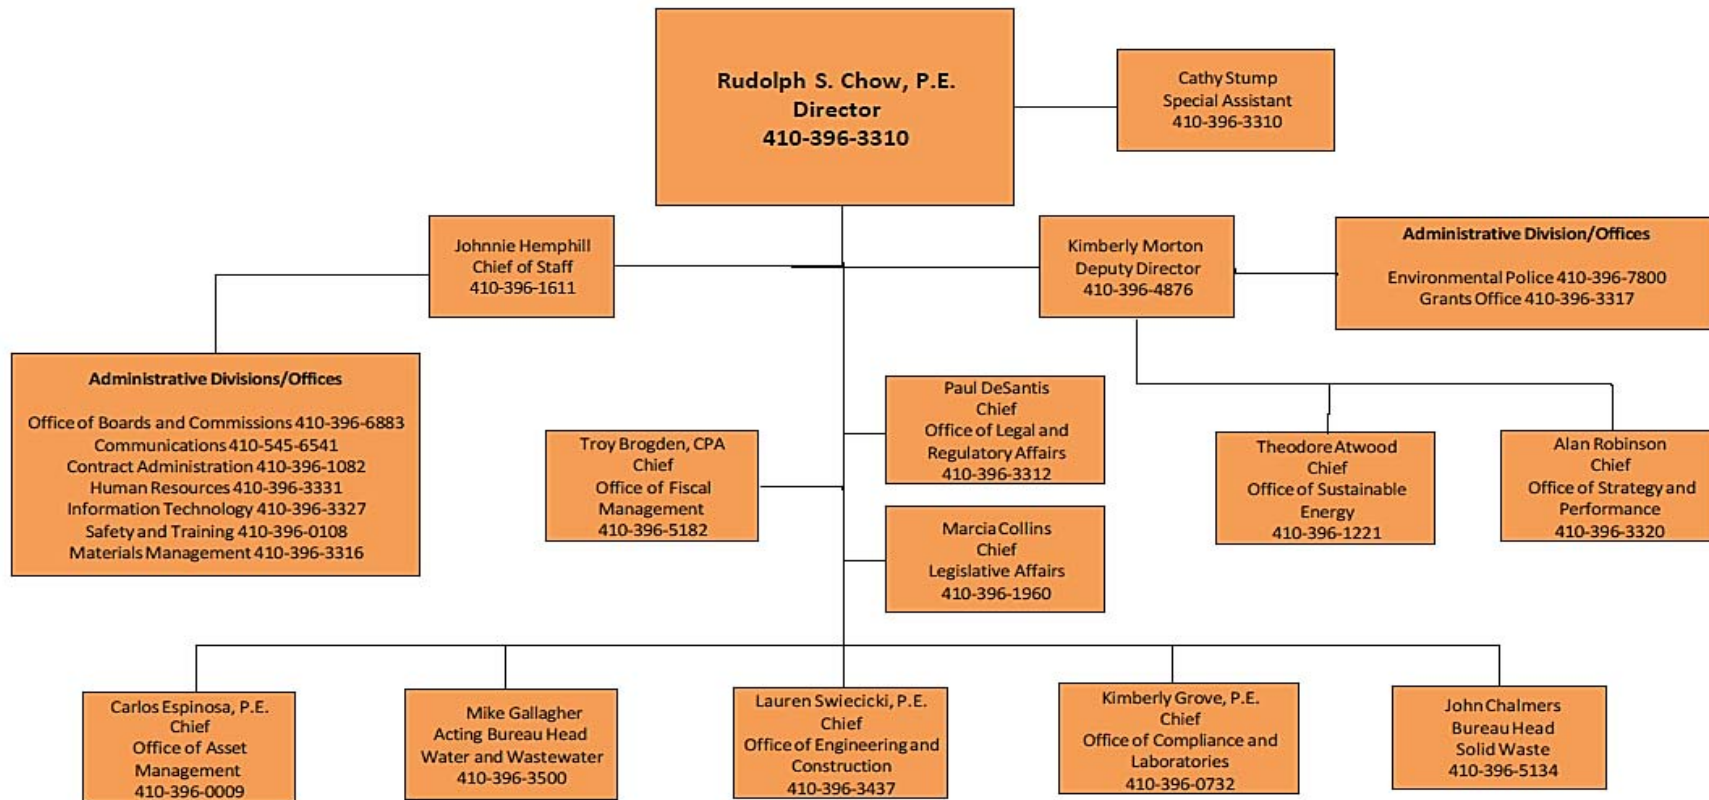 Rudolph S. Chow, P.E.
Director
410-396-3310
Cathy Stump
Special Assistant
410-396-3310
Johnnie Hemphill
Chief of Staff
410-396-1611
Kimberly Morton
Deputy Director
410-396-4876
Administrative Division/Offices
Environmental Police 410-396-7800
Grants Office 410-396-3317
Administrative Divisions/Offices
Office of Boards and Commissions 410-396-6883
Communications 410-545-6541
Contract Administration 410-396-1082
Human Resources 410-396-3331
Information Technology 410-396-3327
Safety and Training 410-396-0108
Materials Management 410-396-3316
Troy Brogden, CPA
Chief
Office of Fiscal
Management
410-396-5182
Paul DeSantis
Chief
Office of Legal and
Regulatory Affairs
410-396-3312
Marcia Collins
Chief
Legislative Affairs
410-396-1960
Theodore Atwood
Chief
Office of Sustainable
Energy
410-396-1221
Alan Robinson
Chief
Office of Strategy and
Performance
410-396-3320
Carlos Espinosa, P.E.
Chief
Office of Asset
Management
410-396-0009
Mike Gallagher
Acting Bureau Head
Water and Wastewater
410-396-3500
Lauren Swiecicki, P.E.
Chief
Office of Engineering and
Construction
410-396-3437
Kimberly Grove, P.E.
Chief
Office of Compliance and
Laboratories
410-396-0732
John Chalmers
Bureau Head
Solid Waste
410-396-5134